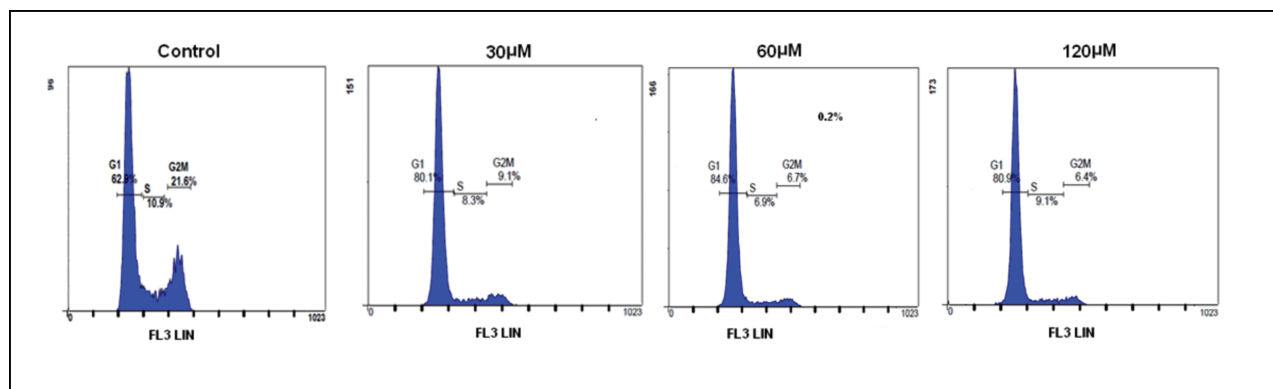 Control
96
G1
62.9%
S
10.9%
G2M
21.6%
0
1023
FL3 LIN
30µM
151
G1
80.1%
S
8.3%
G2M
9.1%
0
1023
FL3 LIN
60µM
166
0.2%
G1
84.6%
S
6.9%
G2M
6.7%
0
1023
FL3 LIN
120µM
173
G1
80.9%
S
9.1%
G2M
6.4%
0
1023
FL3 LIN